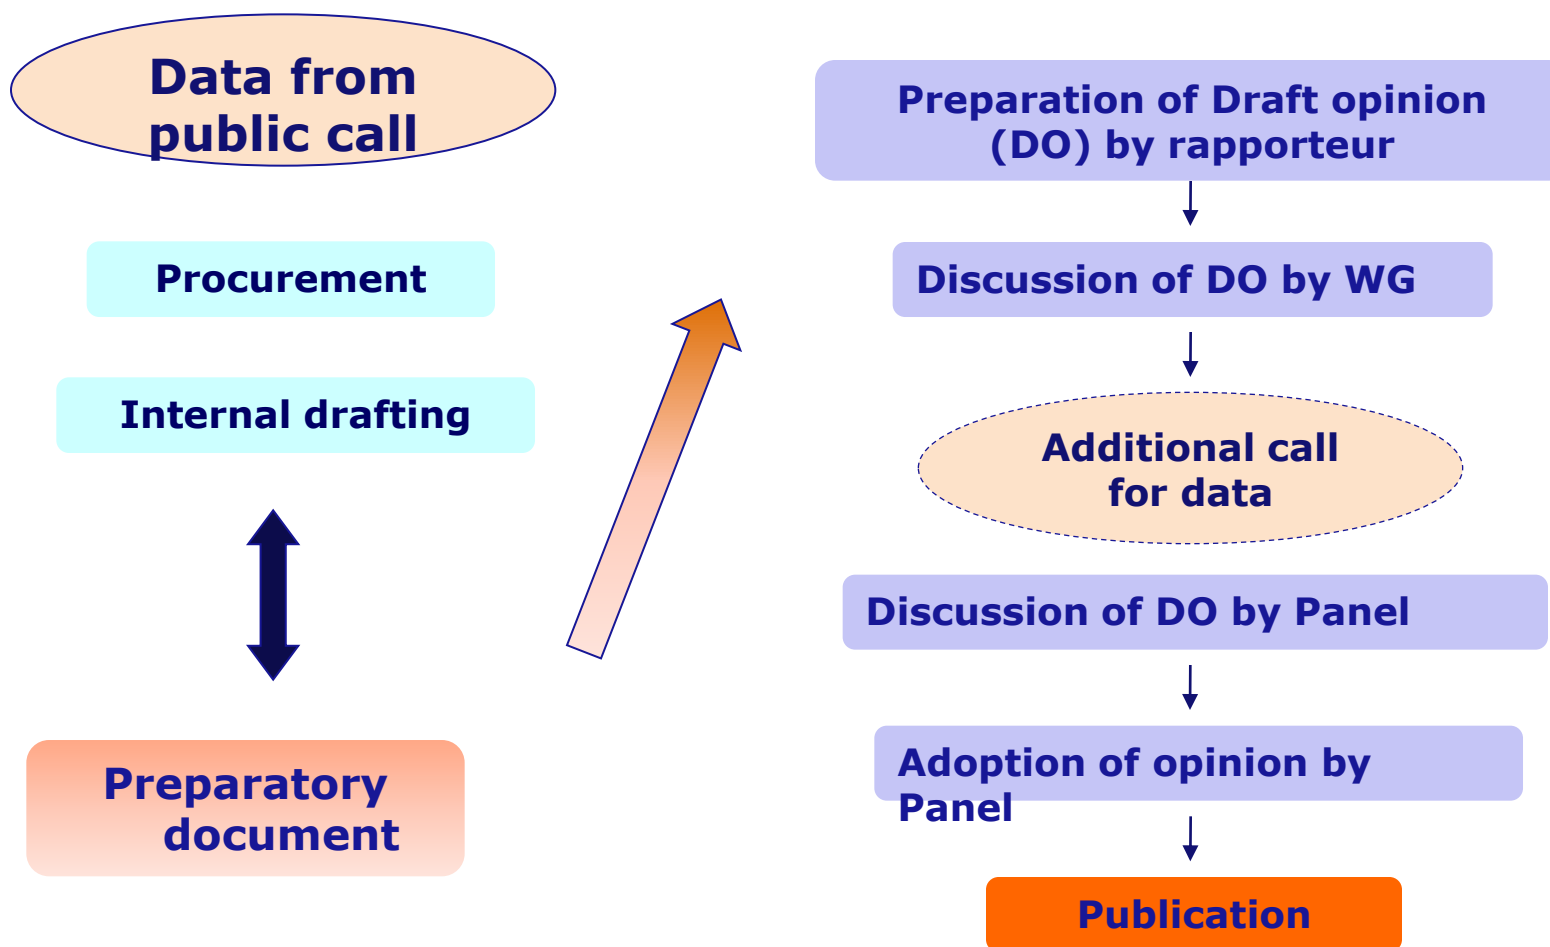 Data from
public call
Procurement
Internal drafting
Preparatory
document
Preparation of Draft opinion
(DO) by rapporteur
Discussion of DO by WG
Additional call
for data
Discussion of DO by Panel
Adoption of opinion by
Panel
Publication